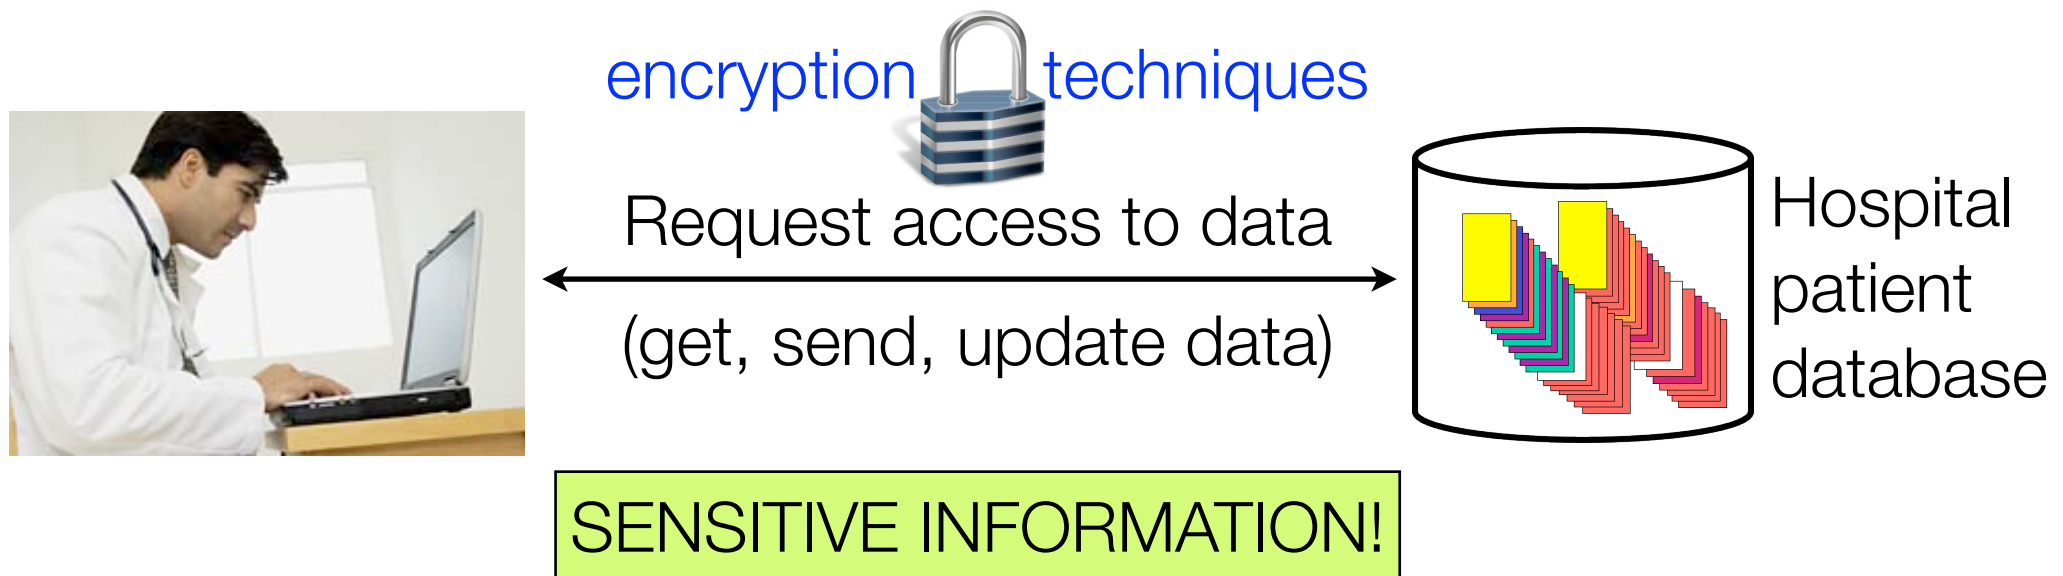 encryption techniques
Request access to data
(get, send, update data)
Hospital
patient
database
SENSITIVE INFORMATION!